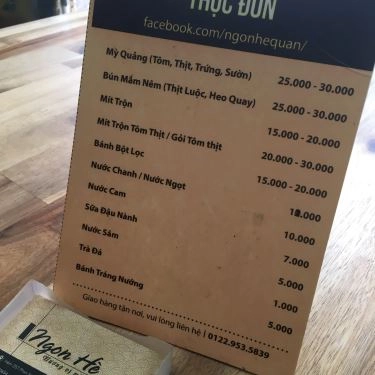 THỰC ĐƠN
facebook.com/ngonhequan/
Mỳ Quảng (Tôm, Thịt, Trứng, Sườn) 25.000 - 30.000
Bún Mắm Nêm (Thịt Luộc, Heo Quay) 25.000 - 30.000
Mít Trộn 15.000 - 20.000
Mít Trộn Tôm Thịt / Gỏi Tôm thịt 20.000 - 30.000
Bánh Bột Lọc 15.000 - 20.000
Nước Chanh / Nước Ngọt .000
Nước Cam 10.000
Sữa Đậu Nành 7.000
Nước Sâm 5.000
Trà Đá 1.000
Bánh Tráng Nướng 5.000
Giao hàng tận nơi, vui lòng liên hệ | 0122.953.5839
Ngon Hè